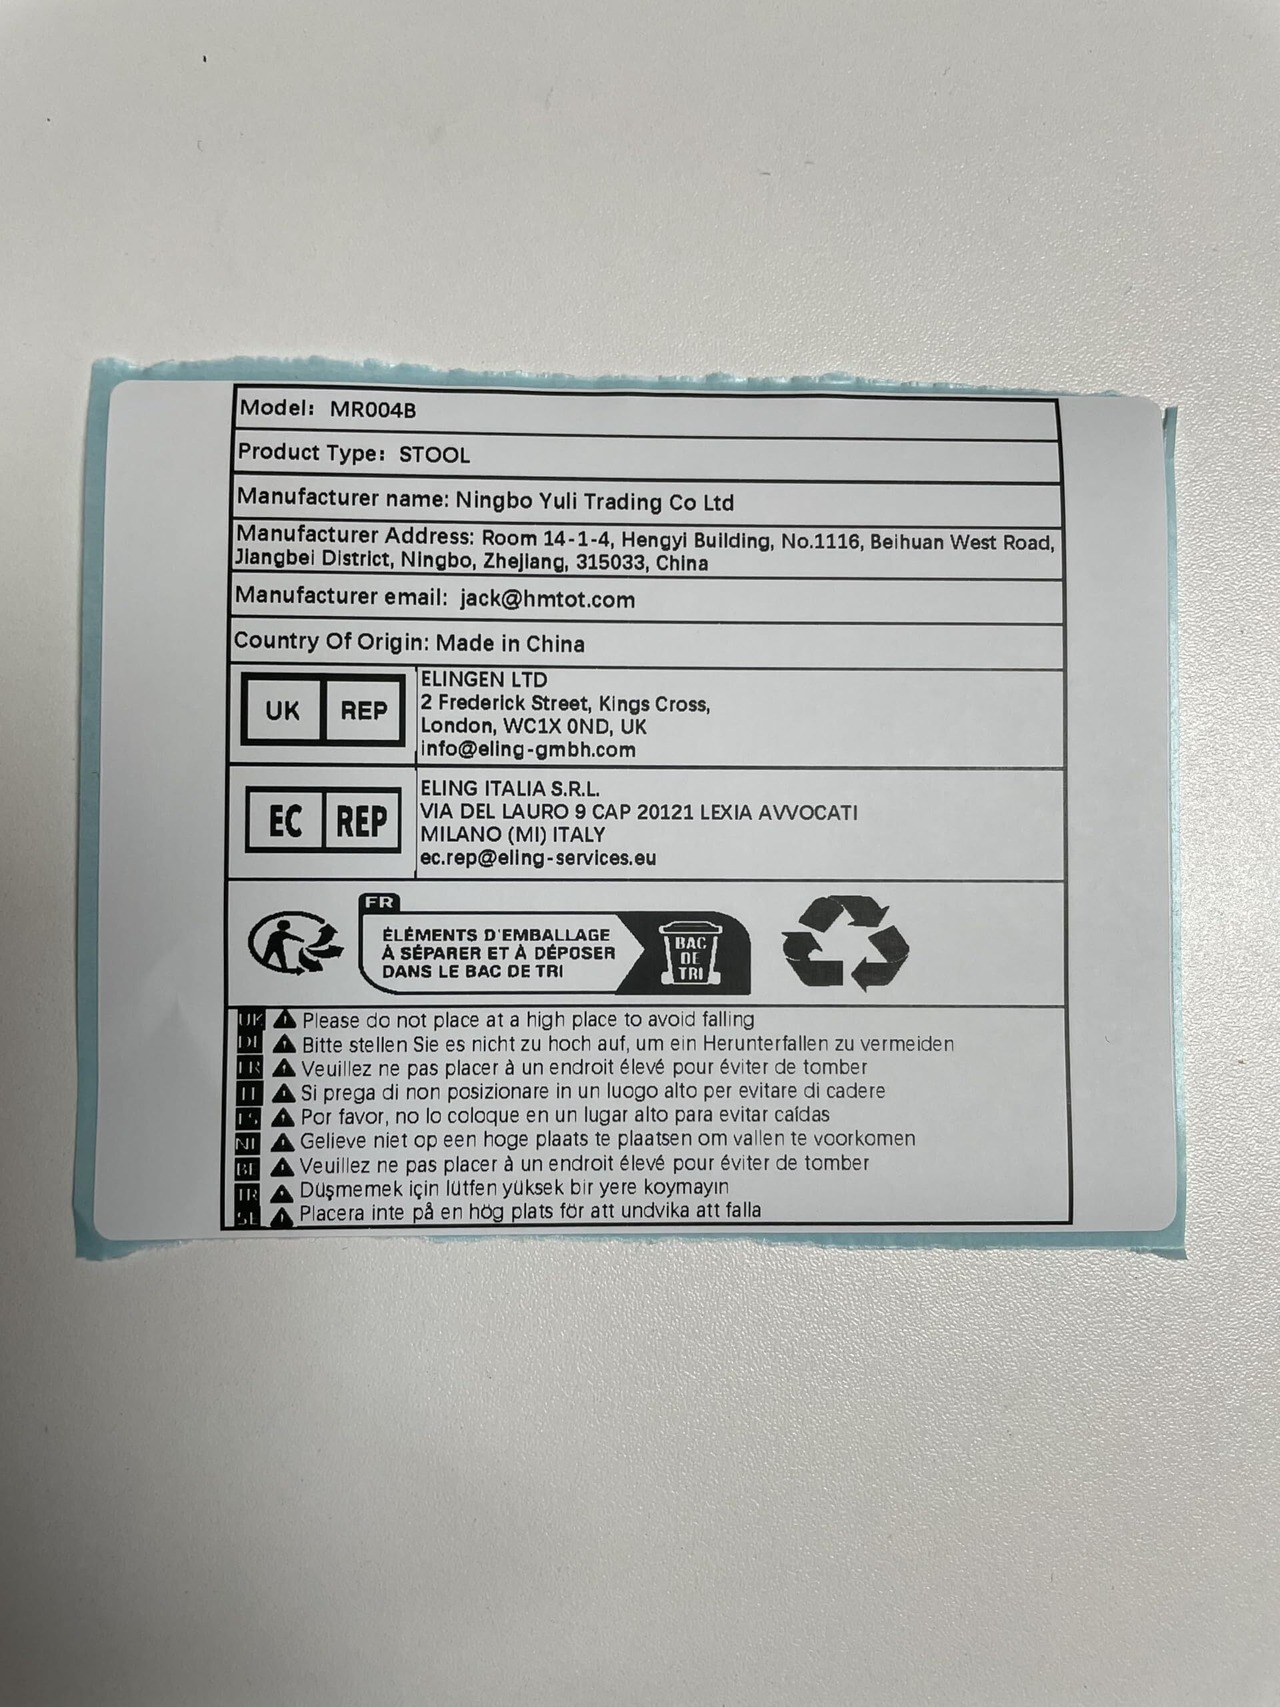 Model: MR004B
Product Type: STOOL
Manufacturer name: Ningbo Yuli Trading Co Ltd
Manufacturer Address: Room 14-1-4, Hengyi Building, No.1116, Beihuan West Road,
Jiangbei District, Ningbo, Zhejiang, 315033, China
Manufacturer email: jack@hmtot.com
Country Of Origin: Made in China
UK REP
ELINGEN LTD
2 Frederick Street, Kings Cross,
London, WC1X 0ND, UK
info@eling-gmbh.com
EC REP
ELING ITALIA S.R.L.
VIA DEL LAURO 9 CAP 20121 LEXIA AVVOCATI
MILANO (MI) ITALY
ec.rep@eling-services.eu
FR
ÉLÉMENTS D'EMBALLAGE
À SÉPARER ET À DÉPOSER
DANS LE BAC DE TRI
BAC
DE
TRI
UK Please do not place at a high place to avoid falling
DE Bitte stellen Sie es nicht zu hoch auf, um ein Herunterfallen zu vermeiden
FR Veuillez ne pas placer à un endroit élevé pour éviter de tomber
IT Si prega di non posizionare in un luogo alto per evitare di cadere
ES Por favor, no lo coloque en un lugar alto para evitar caídas
NL Gelieve niet op een hoge plaats te plaatsen om vallen te voorkomen
BE Veuillez ne pas placer à un endroit élevé pour éviter de tomber
TR Düşmemek için lütfen yüksek bir yere koymayın
SE Placera inte på en hög plats för att undvika att falla